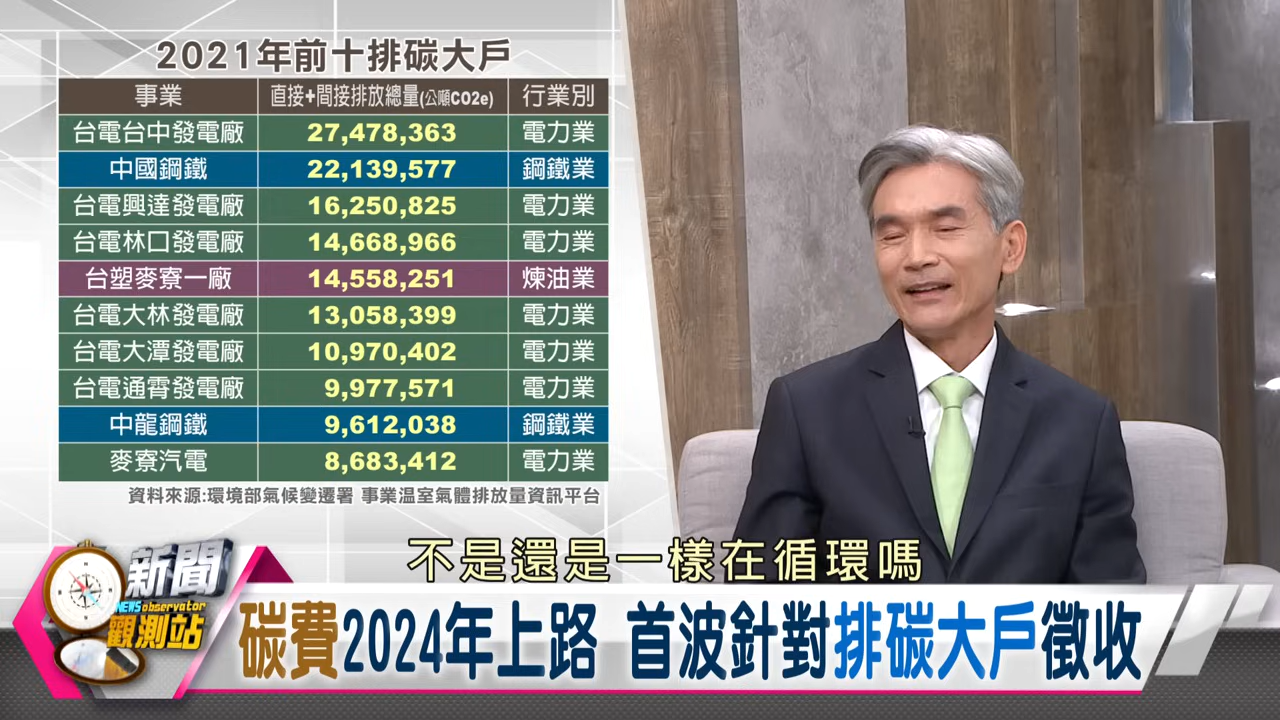 2021年前十排碳大戶
事業 直接+間接排放總量(公噸CO2e) 行業別
台電台中發電廠 27,478,363 電力業
中國鋼鐵 22,139,577 鋼鐵業
台電興達發電廠 16,250,825 電力業
台電林口發電廠 14,668,966 電力業
台塑麥寮一廠 14,558,251 煉油業
台電大林發電廠 13,058,399 電力業
台電大潭發電廠 10,970,402 電力業
台電通霄發電廠 9,977,571 電力業
中龍鋼鐵 9,612,038 鋼鐵業
麥寮汽電 8,683,412 電力業
資料來源:環境部氣候變遷署 事業温室氣體排放量資訊平台
不是還是一樣在循環嗎
新聞
NEWS observator
觀測站
碳費2024年上路 首波針對排碳大戶徵收